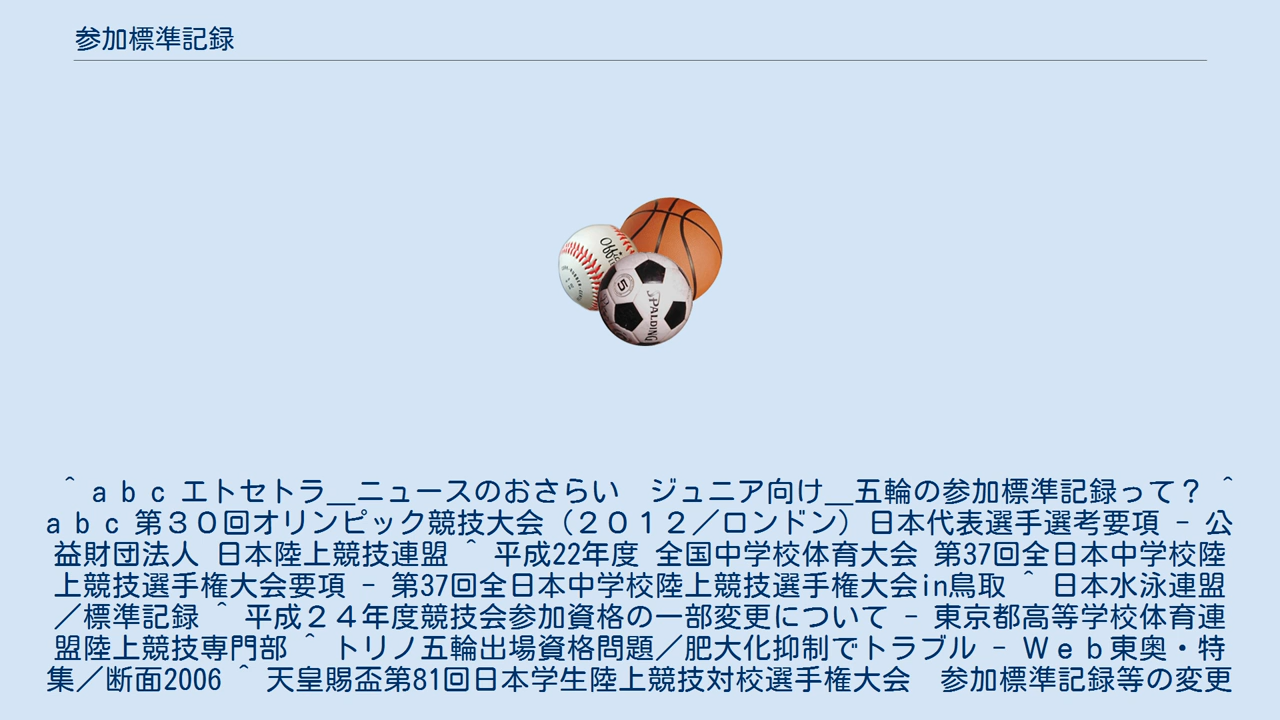 参加標準記録
Offi
5
SPALDING
^ ａｂｃ エトセトラ＿ニュースのおさらい　ジュニア向け＿五輪の参加標準記録って？ ^
ａｂｃ 第３０回オリンピック競技大会（２０１２／ロンドン）日本代表選手選考要項 - 公
益財団法人 日本陸上競技連盟 ^ 平成22年度 全国中学校体育大会 第37回全日本中学校陸
上競技選手権大会要項 - 第37回全日本中学校陸上競技選手権大会in鳥取 ^ 日本水泳連盟
／標準記録 ^ 平成２４年度競技会参加資格の一部変更について - 東京都高等学校体育連
盟陸上競技専門部 ^ トリノ五輪出場資格問題／肥大化抑制でトラブル - Ｗｅｂ東奥・特
集／断面2006 ^ 天皇賜盃第81回日本学生陸上競技対校選手権大会　参加標準記録等の変更